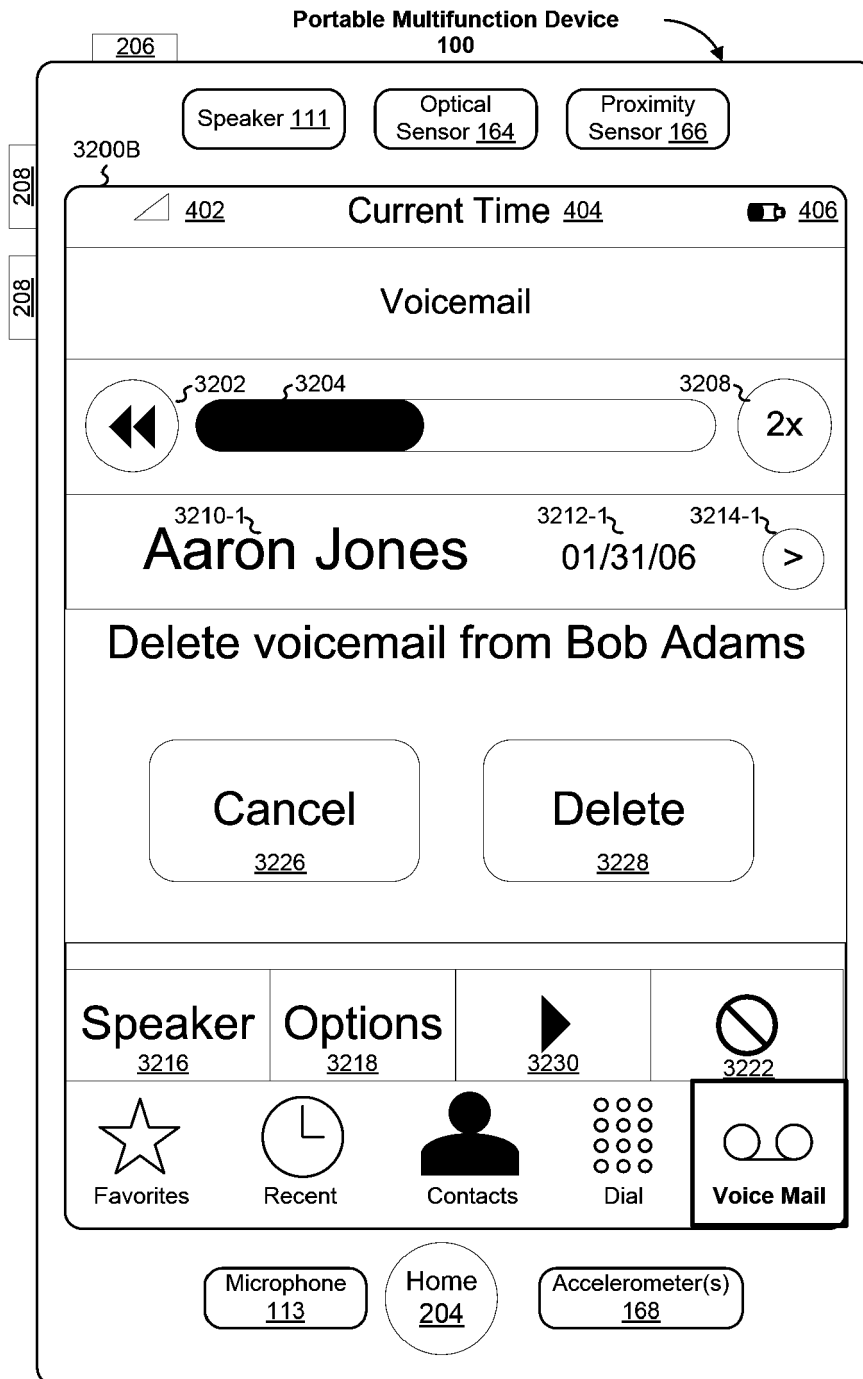 Portable Multifunction Device
100
206
Speaker 111
Optical
Sensor 164
Proximity
Sensor 166
3200B
208
208
402
Current Time 404
406
Voicemail
3202
3204
3208
2x
3210-1
3212-1
3214-1
Aaron Jones
01/31/06
>
Delete voicemail from Bob Adams
Cancel
3226
Delete
3228
Speaker
3216
Options
3218
3230
3222
Favorites
Recent
Contacts
Dial
Voice Mail
Microphone
113
Home
204
Accelerometer(s)
168